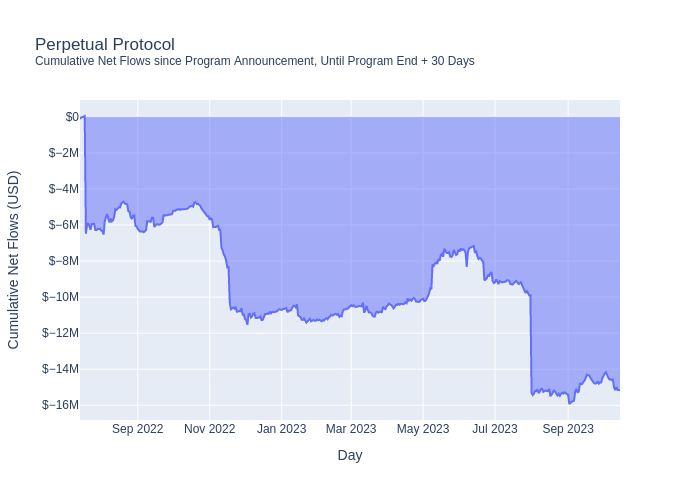 Perpetual Protocol
Cumulative Net Flows since Program Announcement, Until Program End + 30 Days
Cumulative Net Flows (USD)
$0
$−2M
$−4M
$−6M
$−8M
$−10M
$−12M
$−14M
$−16M
Sep 2022 Nov 2022 Jan 2023 Mar 2023 May 2023 Jul 2023 Sep 2023
Day